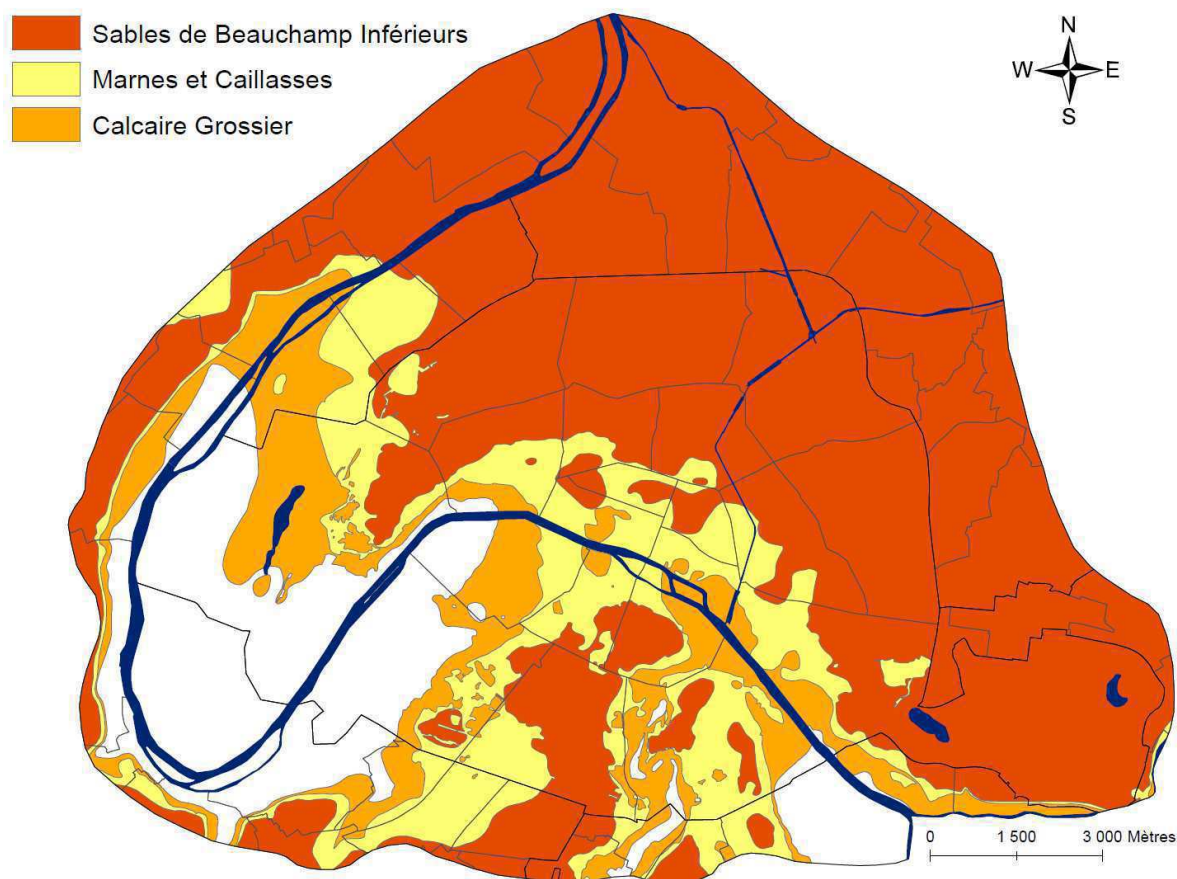 Sables de Beauchamp Inférieurs
Marnes et Caillasses
Calcaire Grossier
N
W E
S
0 1 500 3 000 Mètres